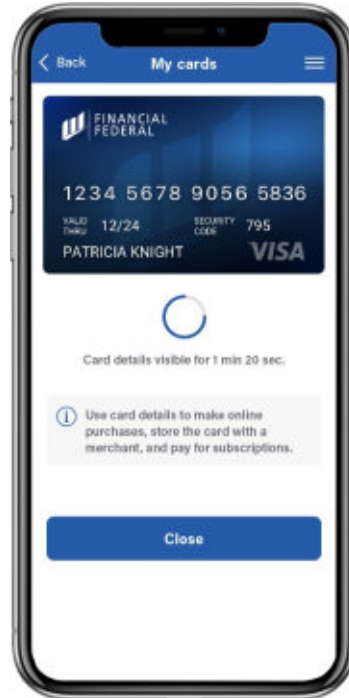 Back My cards
FINANCIAL
FEDERAL
1234 5678 9056 5836
VALID
THRU 12/24 SECURITY
CODE 795
PATRICIA KNIGHT VISA
Card details visible for 1 min 20 sec.
Use card details to make online
purchases, store the card with a
merchant, and pay for subscriptions.
Close